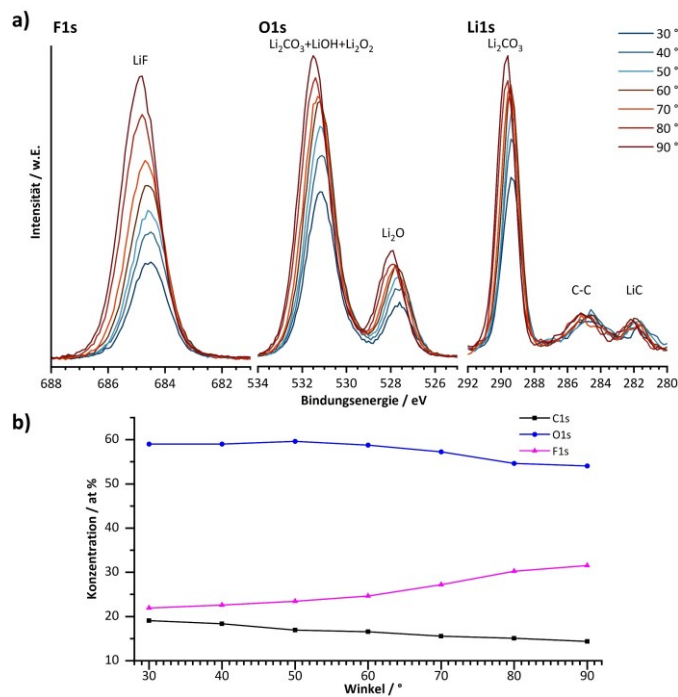 a)
F1s
O1s
Li1s
LiF
Li₂CO₃+LiOH+Li₂O₂
Li₂O
Li₂CO₃
C-C
LiC
30 °
40 °
50 °
60 °
70 °
80 °
90 °
Intensität / w.E.
688 686 684 682
534 532 530 528 526
292 290 288 286 284 282 280
Bindungsenergie / eV
b)
C1s
O1s
F1s
Konzentration / at %
60
50
40
30
20
10
30 40 50 60 70 80 90
Winkel / °